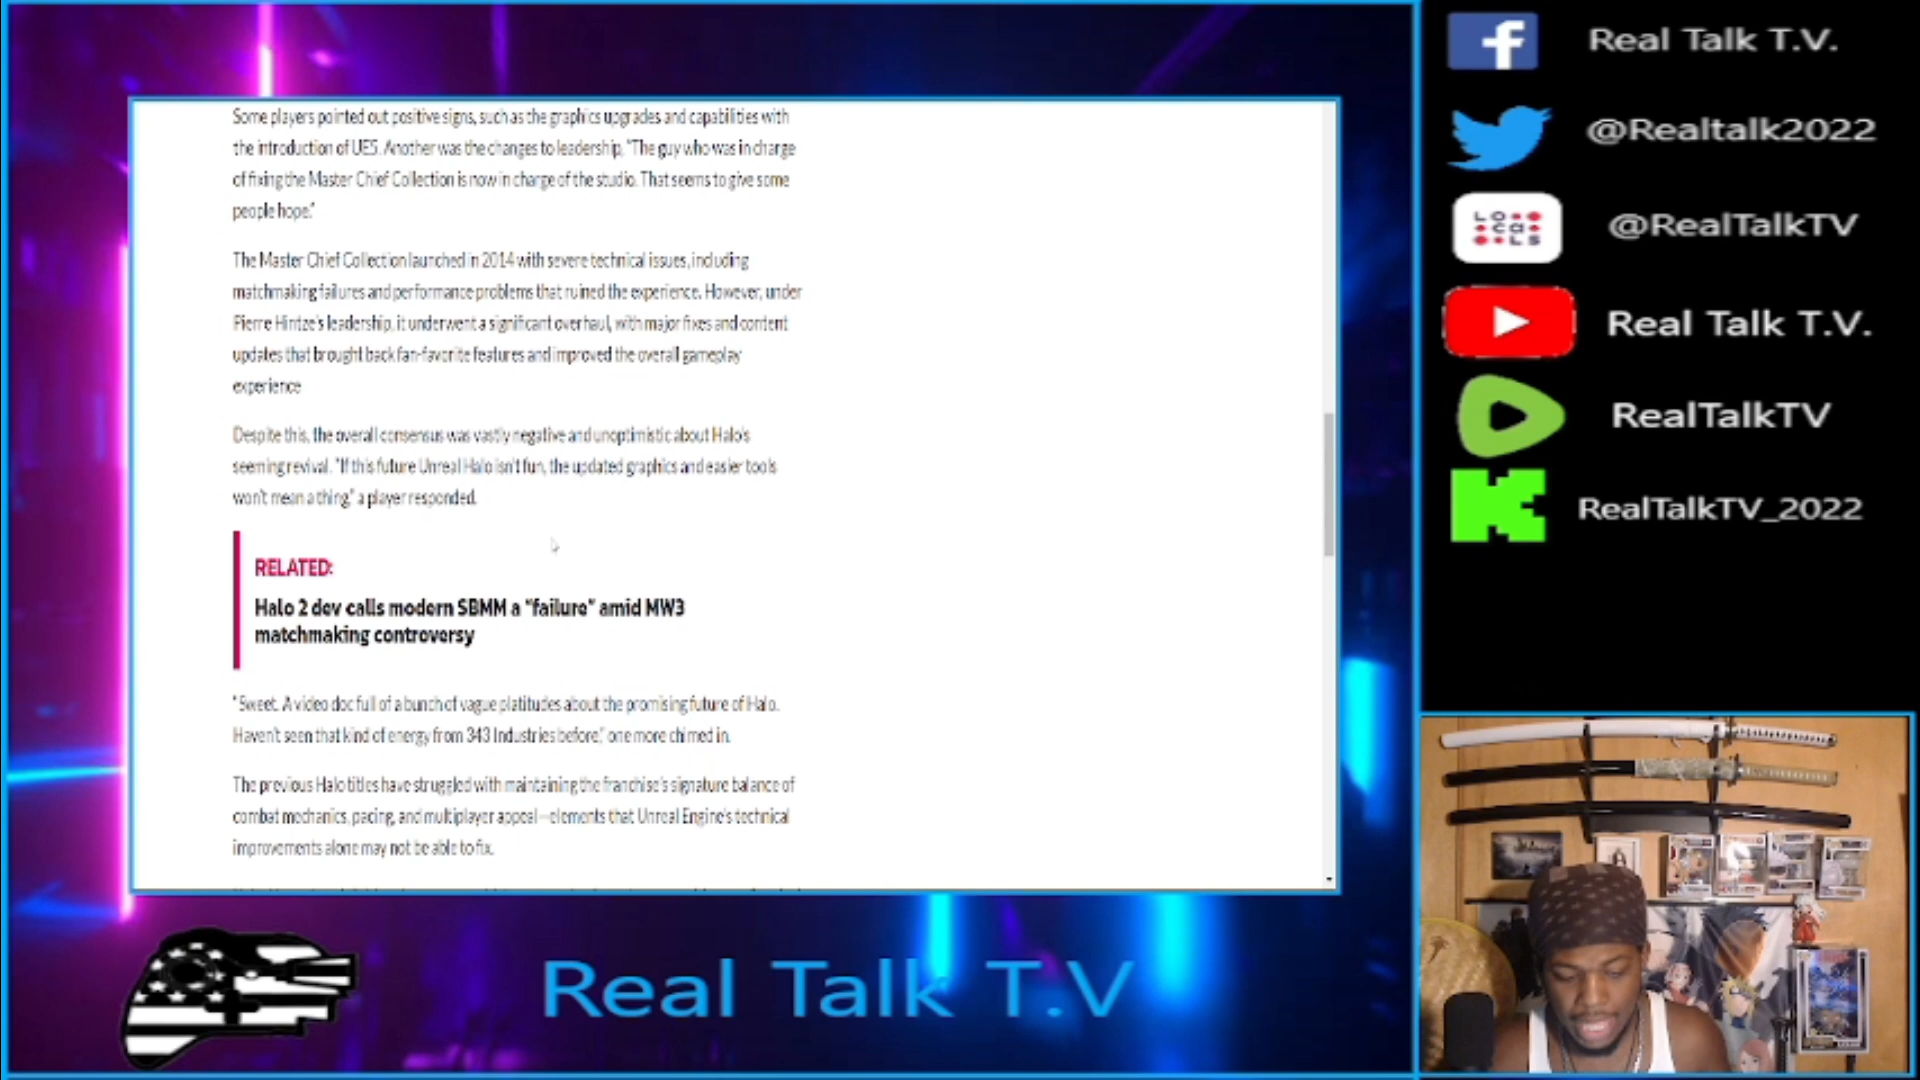 Some players pointed out positive signs, such as the graphics upgrades and capabilities with
the introduction of UE5. Another was the changes to leadership, "The guy who was in charge
of fixing the Master Chief Collection is now in charge of the studio. That seems to give some
people hope."
The Master Chief Collection launched in 2014 with severe technical issues, including
matchmaking failures and performance problems that ruined the experience. However, under
Pierre Hintze's leadership, it underwent a significant overhaul, with major fixes and content
updates that brought back fan-favorite features and improved the overall gameplay
experience
Despite this, the overall consensus was vastly negative and unoptimistic about Halo's
seeming revival. "If this future Unreal Halo isn't fun, the updated graphics and easier tools
won't mean a thing," a player responded.
RELATED:
Halo 2 dev calls modern SBMM a "failure" amid MW3
matchmaking controversy
"Sweet. A video doc full of a bunch of vague platitudes about the promising future of Halo.
Haven't seen that kind of energy from 343 Industries before," one more chimed in.
The previous Halo titles have struggled with maintaining the franchise's signature balance of
combat mechanics, pacing, and multiplayer appeal—elements that Unreal Engine's technical
improvements alone may not be able to fix.
Real Talk T.V
Real Talk T.V.
@Realtalk2022
LOCALS
@RealTalkTV
Real Talk T.V.
RealTalkTV
RealTalkTV_2022